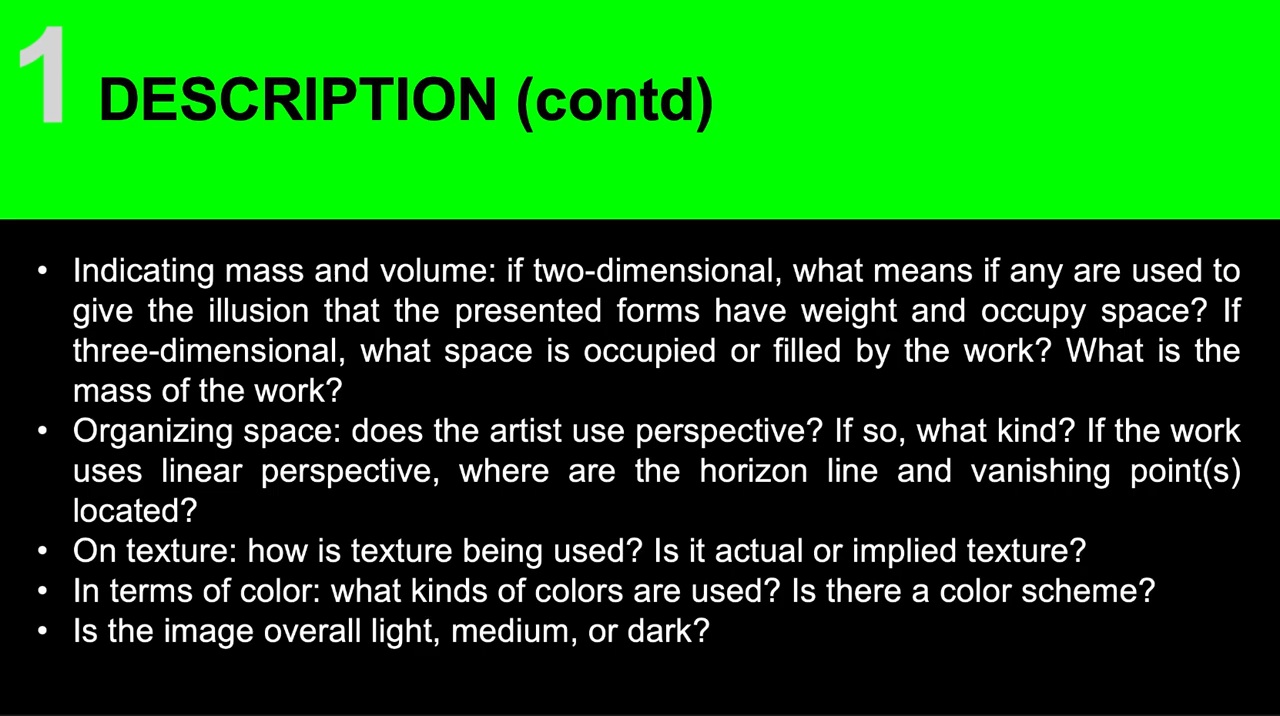 1 DESCRIPTION (contd)
• Indicating mass and volume: if two-dimensional, what means if any are used to
give the illusion that the presented forms have weight and occupy space? If
three-dimensional, what space is occupied or filled by the work? What is the
mass of the work?
• Organizing space: does the artist use perspective? If so, what kind? If the work
uses linear perspective, where are the horizon line and vanishing point(s)
located?
• On texture: how is texture being used? Is it actual or implied texture?
• In terms of color: what kinds of colors are used? Is there a color scheme?
• Is the image overall light, medium, or dark?